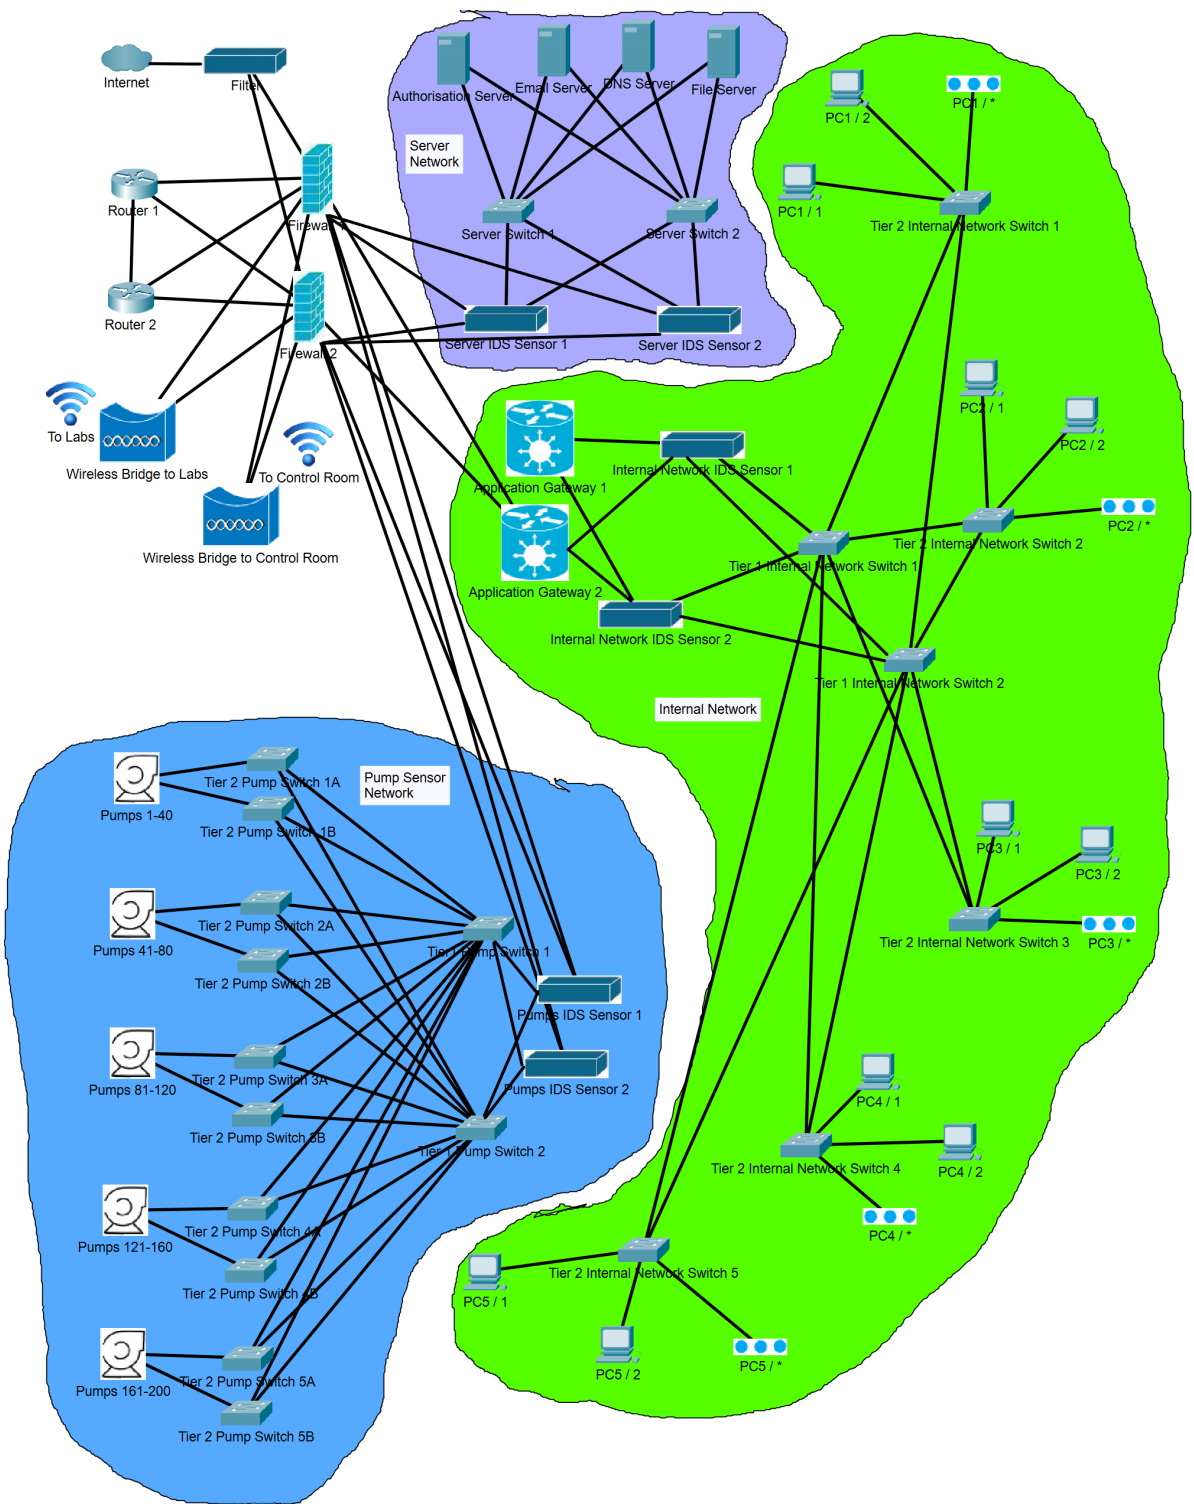 Internet
Filter
Authorisation Server
Email Server
DNS Server
File Server
Server
Network
PC1 / 2
PC1 / *
PC1 / 1
Router 1
Firewall 1
Server Switch 1
Server Switch 2
Tier 2 Internal Network Switch 1
Router 2
Firewall 2
Server IDS Sensor 1
Server IDS Sensor 2
To Labs
Wireless Bridge to Labs
To Control Room
Wireless Bridge to Control Room
PC2 / 1
PC2 / 2
PC2 / *
Application Gateway 1
Internal Network IDS Sensor 1
Tier 2 Internal Network Switch 2
Tier 1 Internal Network Switch 1
Application Gateway 2
Internal Network IDS Sensor 2
Tier 1 Internal Network Switch 2
Internal Network
Pump Sensor
Network
Tier 2 Pump Switch 1A
Pumps 1-40
Tier 2 Pump Switch 1B
PC3 / 1
PC3 / 2
PC3 / *
Tier 2 Internal Network Switch 3
Tier 2 Pump Switch 2A
Pumps 41-80
Tier 2 Pump Switch 2B
Tier 1 Pump Switch 1
Pumps IDS Sensor 1
Pumps IDS Sensor 2
Tier 2 Pump Switch 3A
Pumps 81-120
Tier 2 Pump Switch 3B
Tier 1 Pump Switch 2
PC4 / 1
PC4 / 2
PC4 / *
Tier 2 Internal Network Switch 4
Tier 2 Pump Switch 4A
Pumps 121-160
Tier 2 Pump Switch 4B
Tier 2 Internal Network Switch 5
PC5 / 1
PC5 / 2
PC5 / *
Tier 2 Pump Switch 5A
Pumps 161-200
Tier 2 Pump Switch 5B